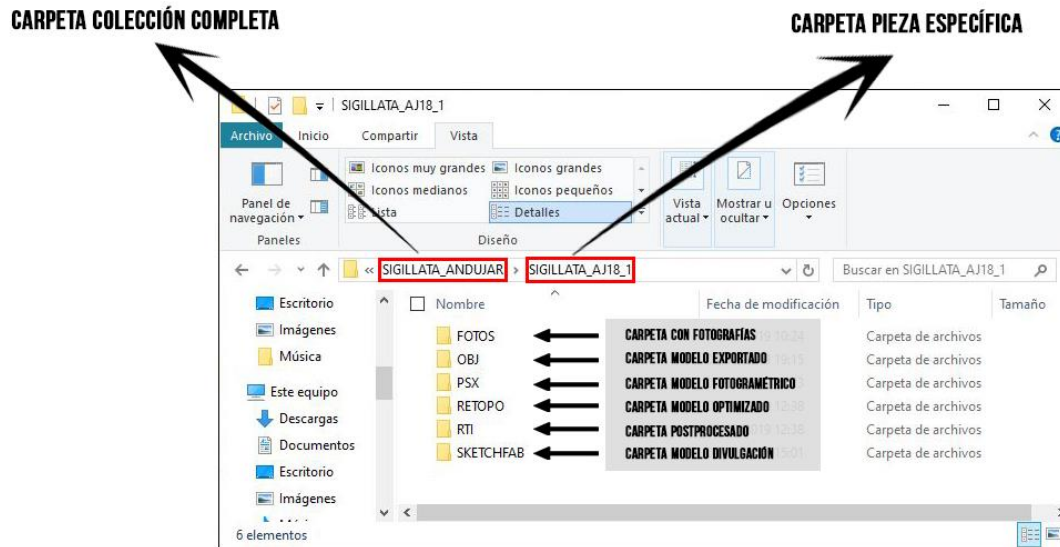 CARPETA COLECCIÓN COMPLETA
CARPETA PIEZA ESPECÍFICA
SIGILLATA_AJ18_1
Archivo Inicio Compartir Vista
Iconos muy grandes Iconos grandes
Iconos medianos Iconos pequeños
Lista Detalles
Panel de navegación
Vista actual
Mostrar u ocultar
Opciones
Paneles Diseño
« SIGILLATA_ANDUJAR > SIGILLATA_AJ18_1 Buscar en SIGILLATA_AJ18_1
Nombre Fecha de modificación Tipo Tamaño
Escritorio
Imágenes
Música
Este equipo
Descargas
Documentos
Escritorio
Imágenes
FOTOS CARPETA CON FOTOGRAFÍAS Carpeta de archivos
OBJ CARPETA MODELO EXPORTADO Carpeta de archivos
PSX CARPETA MODELO FOTOGRAMÉTRICO Carpeta de archivos
RETOPO CARPETA MODELO OPTIMIZADO Carpeta de archivos
RTI CARPETA POSTPROCESADO Carpeta de archivos
SKETCHFAB CARPETA MODELO DIVULGACIÓN Carpeta de archivos
6 elementos